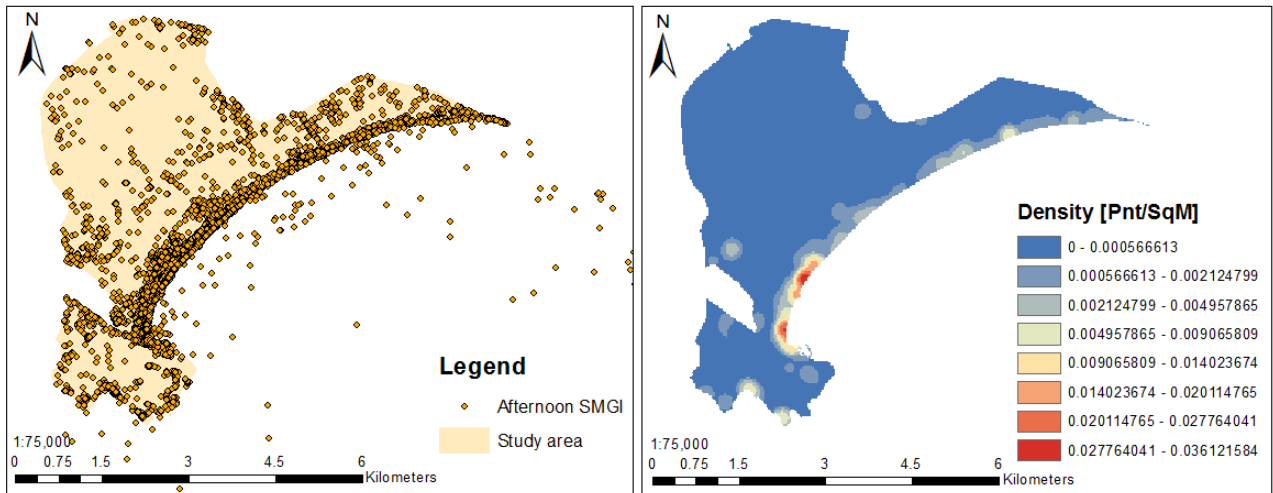 N
Legend
Afternoon SMGI
Study area
1:75,000
0 0.75 1.5 3 4.5 6
Kilometers
N
Density [Pnt/SqM]
0 - 0.000566613
0.000566613 - 0.002124799
0.002124799 - 0.004957865
0.004957865 - 0.009065809
0.009065809 - 0.014023674
0.014023674 - 0.020114765
0.020114765 - 0.027764041
0.027764041 - 0.036121584
1:75,000
0 0.75 1.5 3 4.5 6
Kilometers